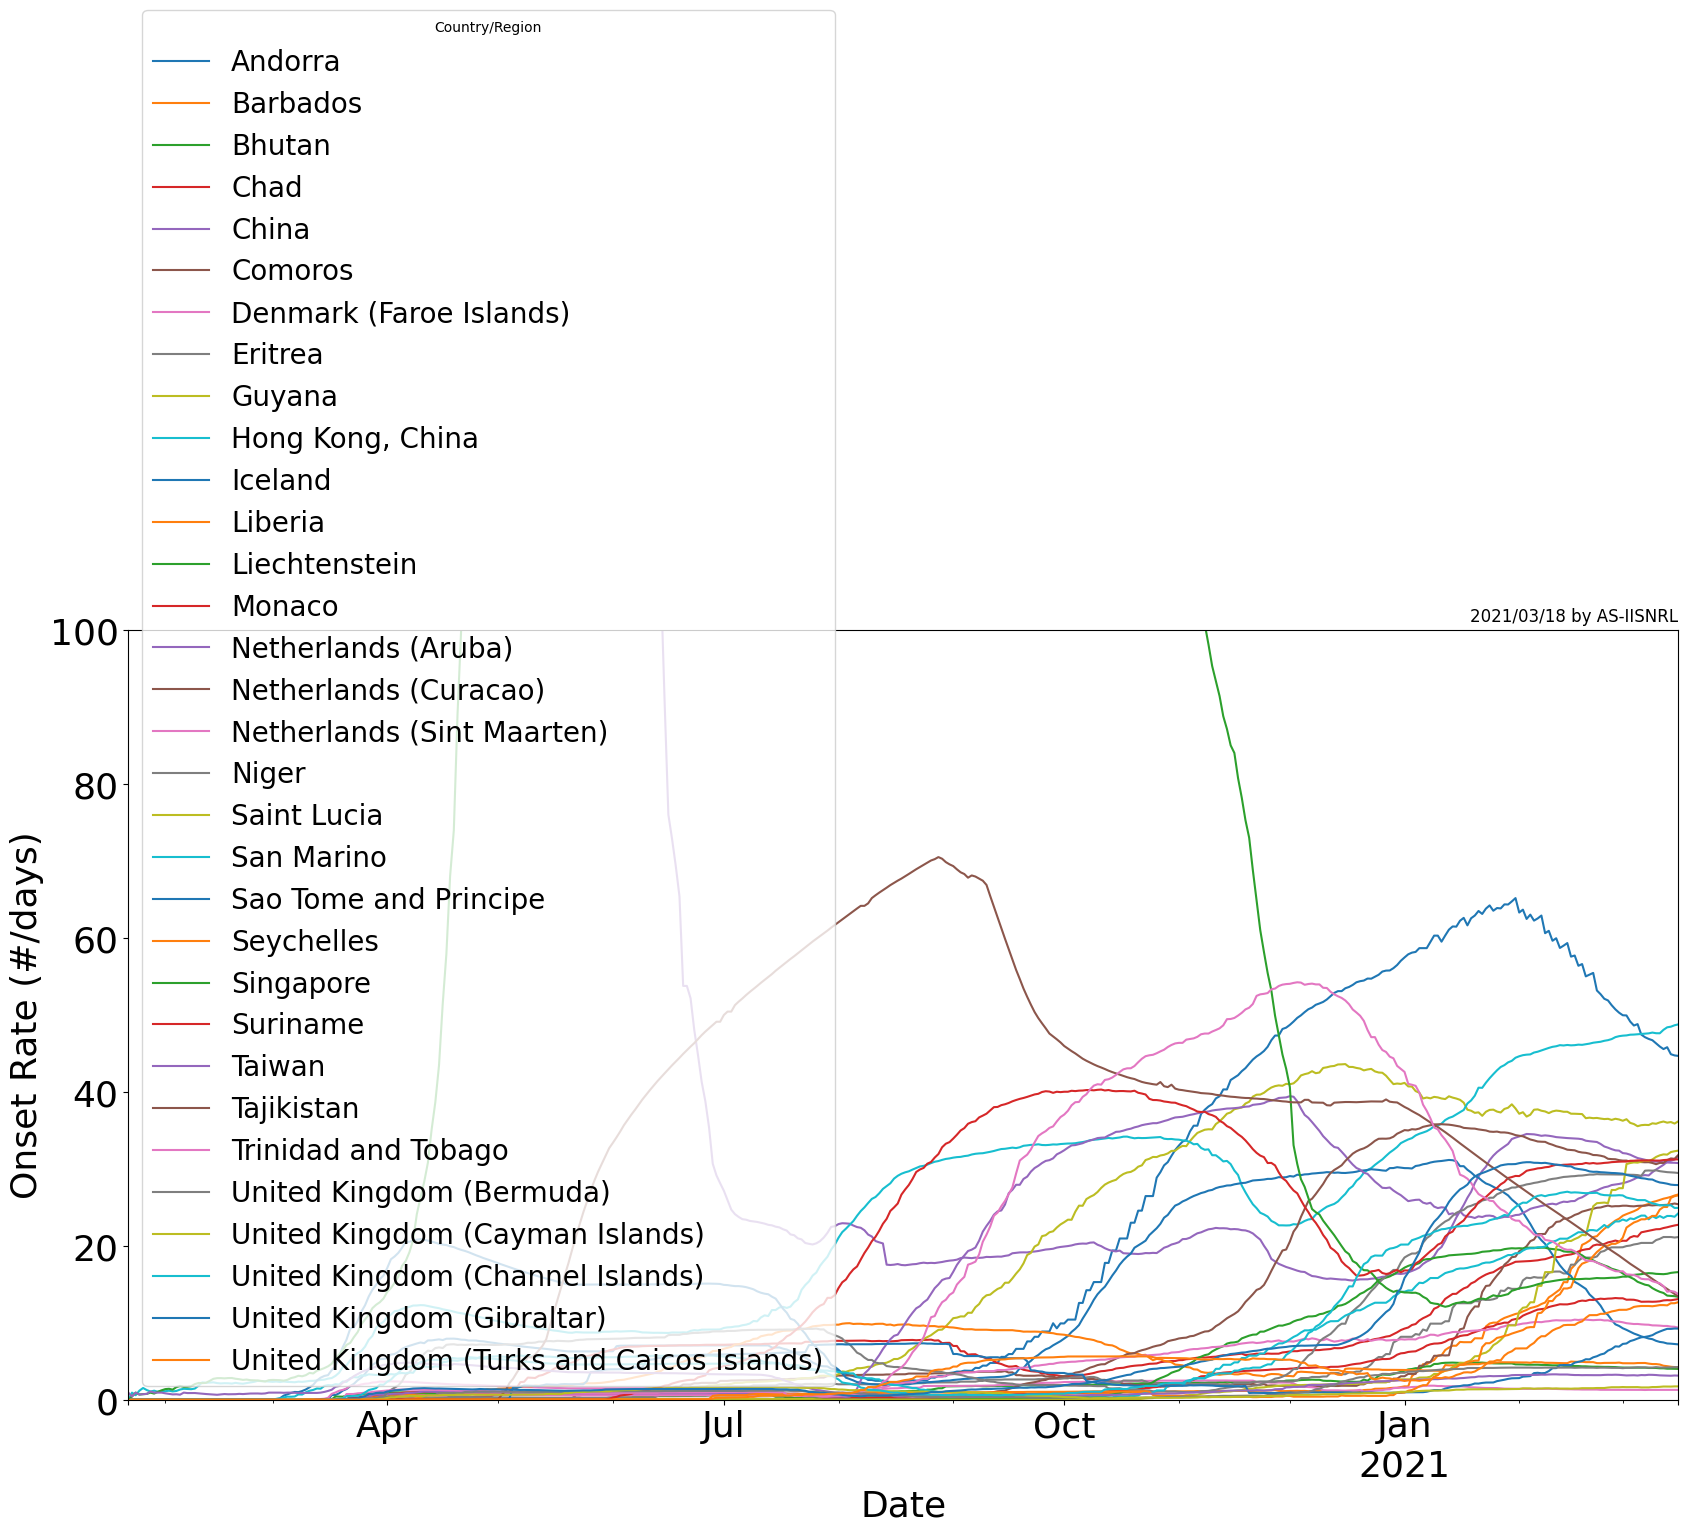 Country/Region
Andorra
Barbados
Bhutan
Chad
China
Comoros
Denmark (Faroe Islands)
Eritrea
Guyana
Hong Kong, China
Iceland
Liberia
Liechtenstein
Monaco
Netherlands (Aruba)
Netherlands (Curacao)
Netherlands (Sint Maarten)
Niger
Saint Lucia
San Marino
Sao Tome and Principe
Seychelles
Singapore
Suriname
Taiwan
Tajikistan
Trinidad and Tobago
United Kingdom (Bermuda)
United Kingdom (Cayman Islands)
United Kingdom (Channel Islands)
United Kingdom (Gibraltar)
United Kingdom (Turks and Caicos Islands)
2021/03/18 by AS-IISNRL
100
80
60
40
20
0
Onset Rate (#/days)
Apr
Jul
Oct
Jan
2021
Date